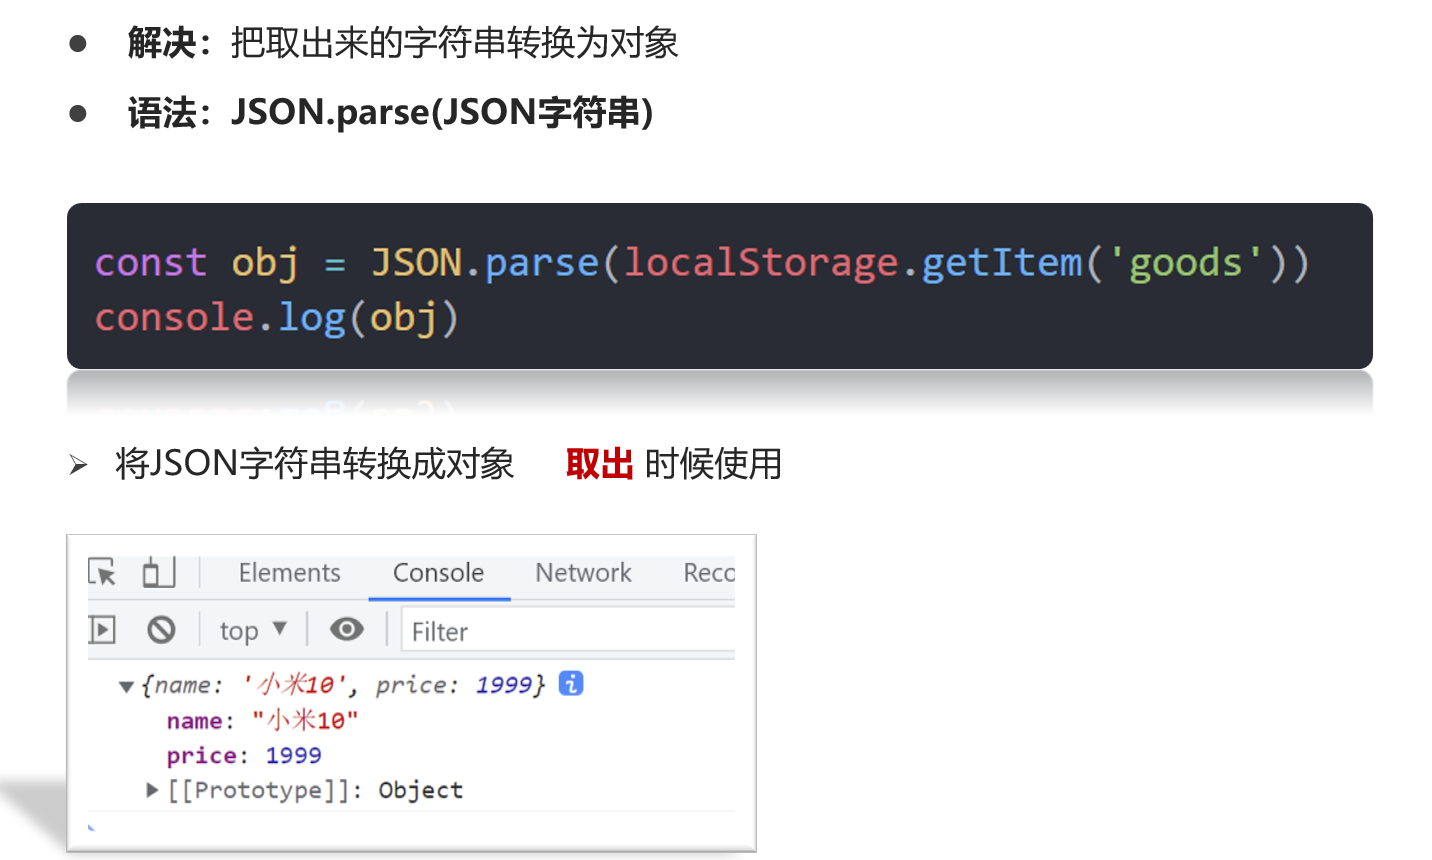 ● 解决：把取出来的字符串转换为对象
● 语法：JSON.parse(JSON字符串)
const obj = JSON.parse(localStorage.getItem('goods'))
console.log(obj)
➢ 将JSON字符串转换成对象 取出 时候使用
Elements Console Network Reco
top ▼ Filter
▼{name: '小米10', price: 1999} i
name: "小米10"
price: 1999
▶[[Prototype]]: Object